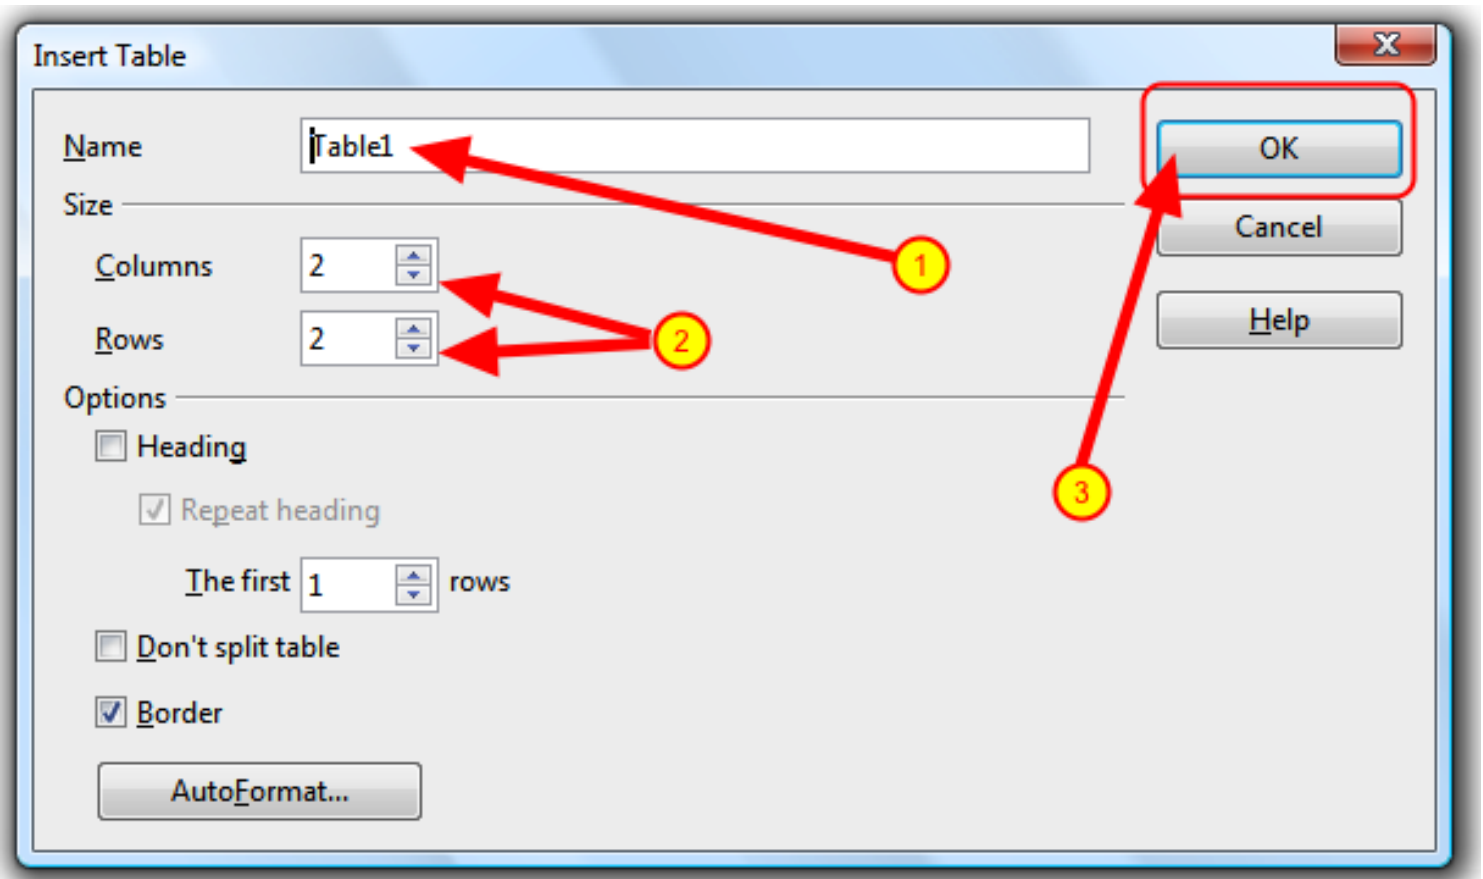 Insert Table
X
Name Table1
OK
Size
Cancel
Columns 2
1
Rows 2
2
Help
Options
Heading
3
Repeat heading
The first 1 rows
Don't split table
Border
AutoFormat...